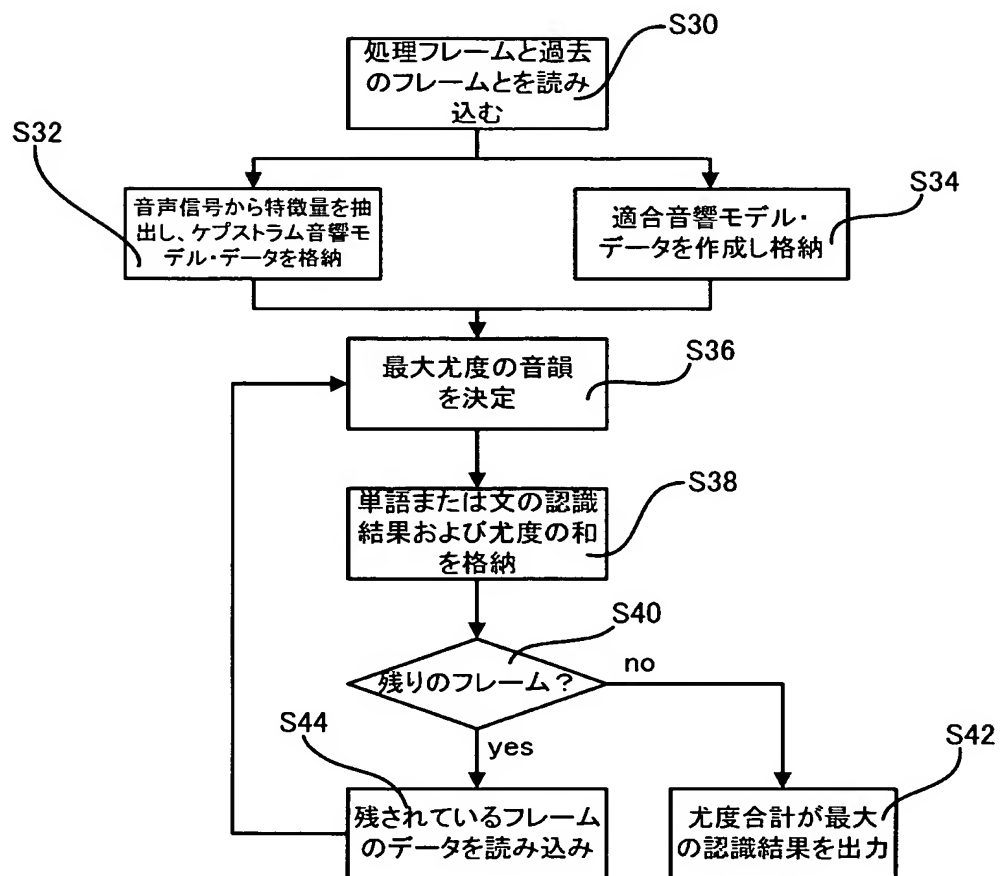 S30
処理フレームと過去
のフレームとを読み
込む
S32
音声信号から特徴量を抽
出し、ケプストラム音響モ
デル・データを格納
S34
適合音響モデル・
データを作成し格納
S36
最大尤度の音韻
を決定
S38
単語または文の認識
結果および尤度の和
を格納
S40
残りのフレーム？
no
yes
S44
残されているフレーム
のデータを読み込み
S42
尤度合計が最大
の認識結果を出力